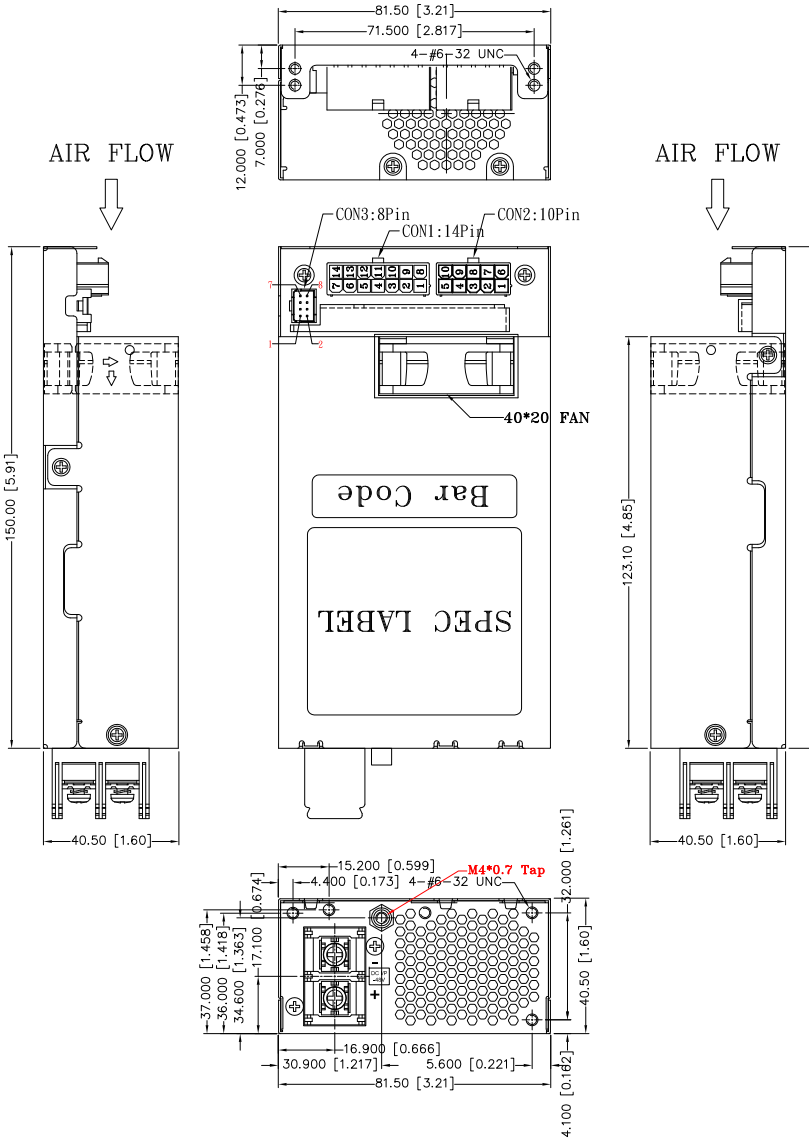 81.50 [3.21]
71.500 [2.817]
4-#6-32 UNC
12.000 [0.473]
7.000 [0.276]
AIR FLOW
AIR FLOW
CON3:8Pin
CON1:14Pin
CON2:10Pin
14 13 12 11 10 9 8
7 6 5 4 3 2 1
10 9 8 7 6
5 4 3 2 1
7
8
1
2
40*20 FAN
150.00 [5.91]
123.10 [4.85]
Bar Code
SPEC LABEL
40.50 [1.60]
40.50 [1.60]
15.200 [0.599]
4.400 [0.173]
4-#6-32 UNC
M4*0.7 Tap
32.000 [1.261]
17.100 [0.674]
37.000 [1.458]
36.000 [1.418]
34.600 [1.363]
-
+
40.50 [1.60]
16.900 [0.666]
30.900 [1.217]
5.600 [0.221]
81.50 [3.21]
4.100 [0.162]